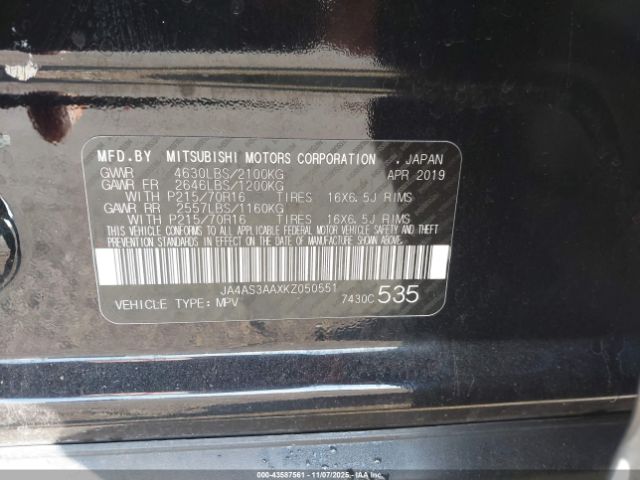 MFD.BY MITSUBISHI MOTORS CORPORATION . JAPAN
GVWR 4630LBS/2100KG APR 2019
GAWR FR 2646LBS/1200KG
WITH P215/70R16 TIRES 16X6.5J RIMS
GAWR RR 2557LBS/1160KG
WITH P215/70R16 TIRES 16X6.5J RIMS
THIS VEHICLE CONFORMS TO ALL APPLICABLE FEDERAL MOTOR VEHICLE SAFETY AND THEFT
PREVENTION STANDARDS IN EFFECT ON THE DATE OF MANUFACTURE SHOWN ABOVE.
JA4AS3AAXKZ050551
VEHICLE TYPE: MPV 7430C 535
000-43587561 - 11/07/2025 - IAAI.COM